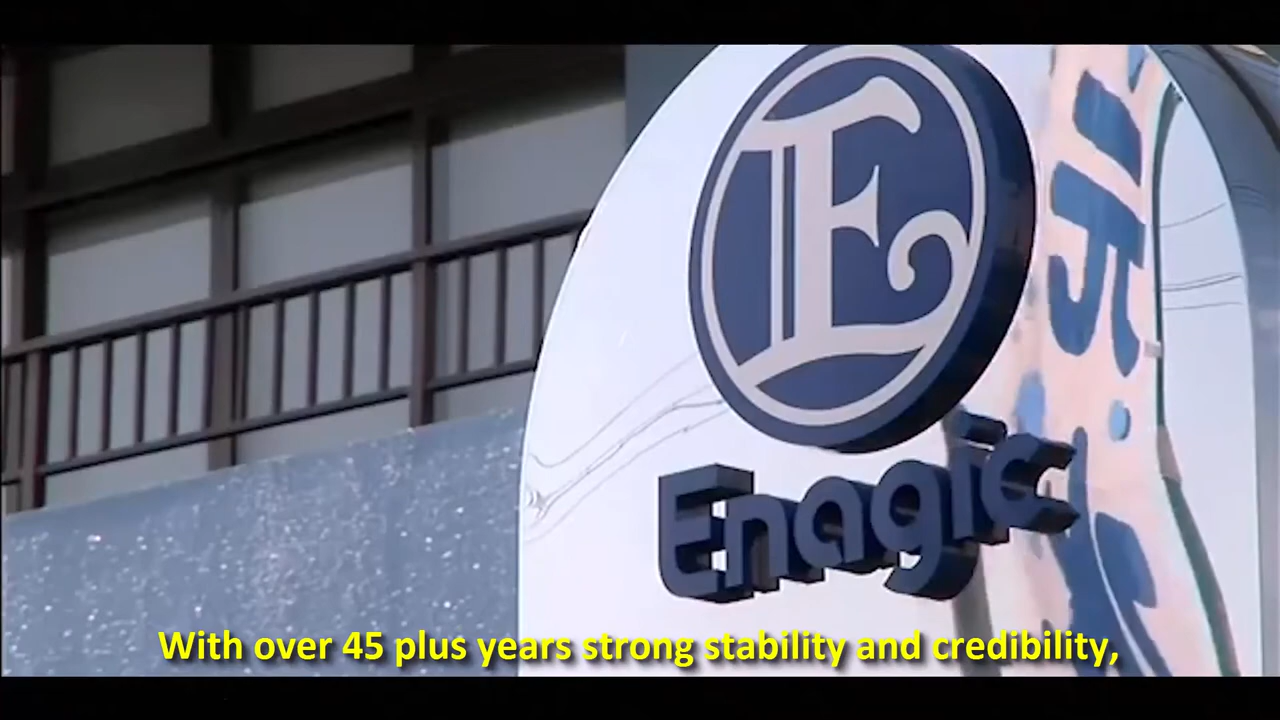 E
Enagic
With over 45 plus years strong stability and credibility,